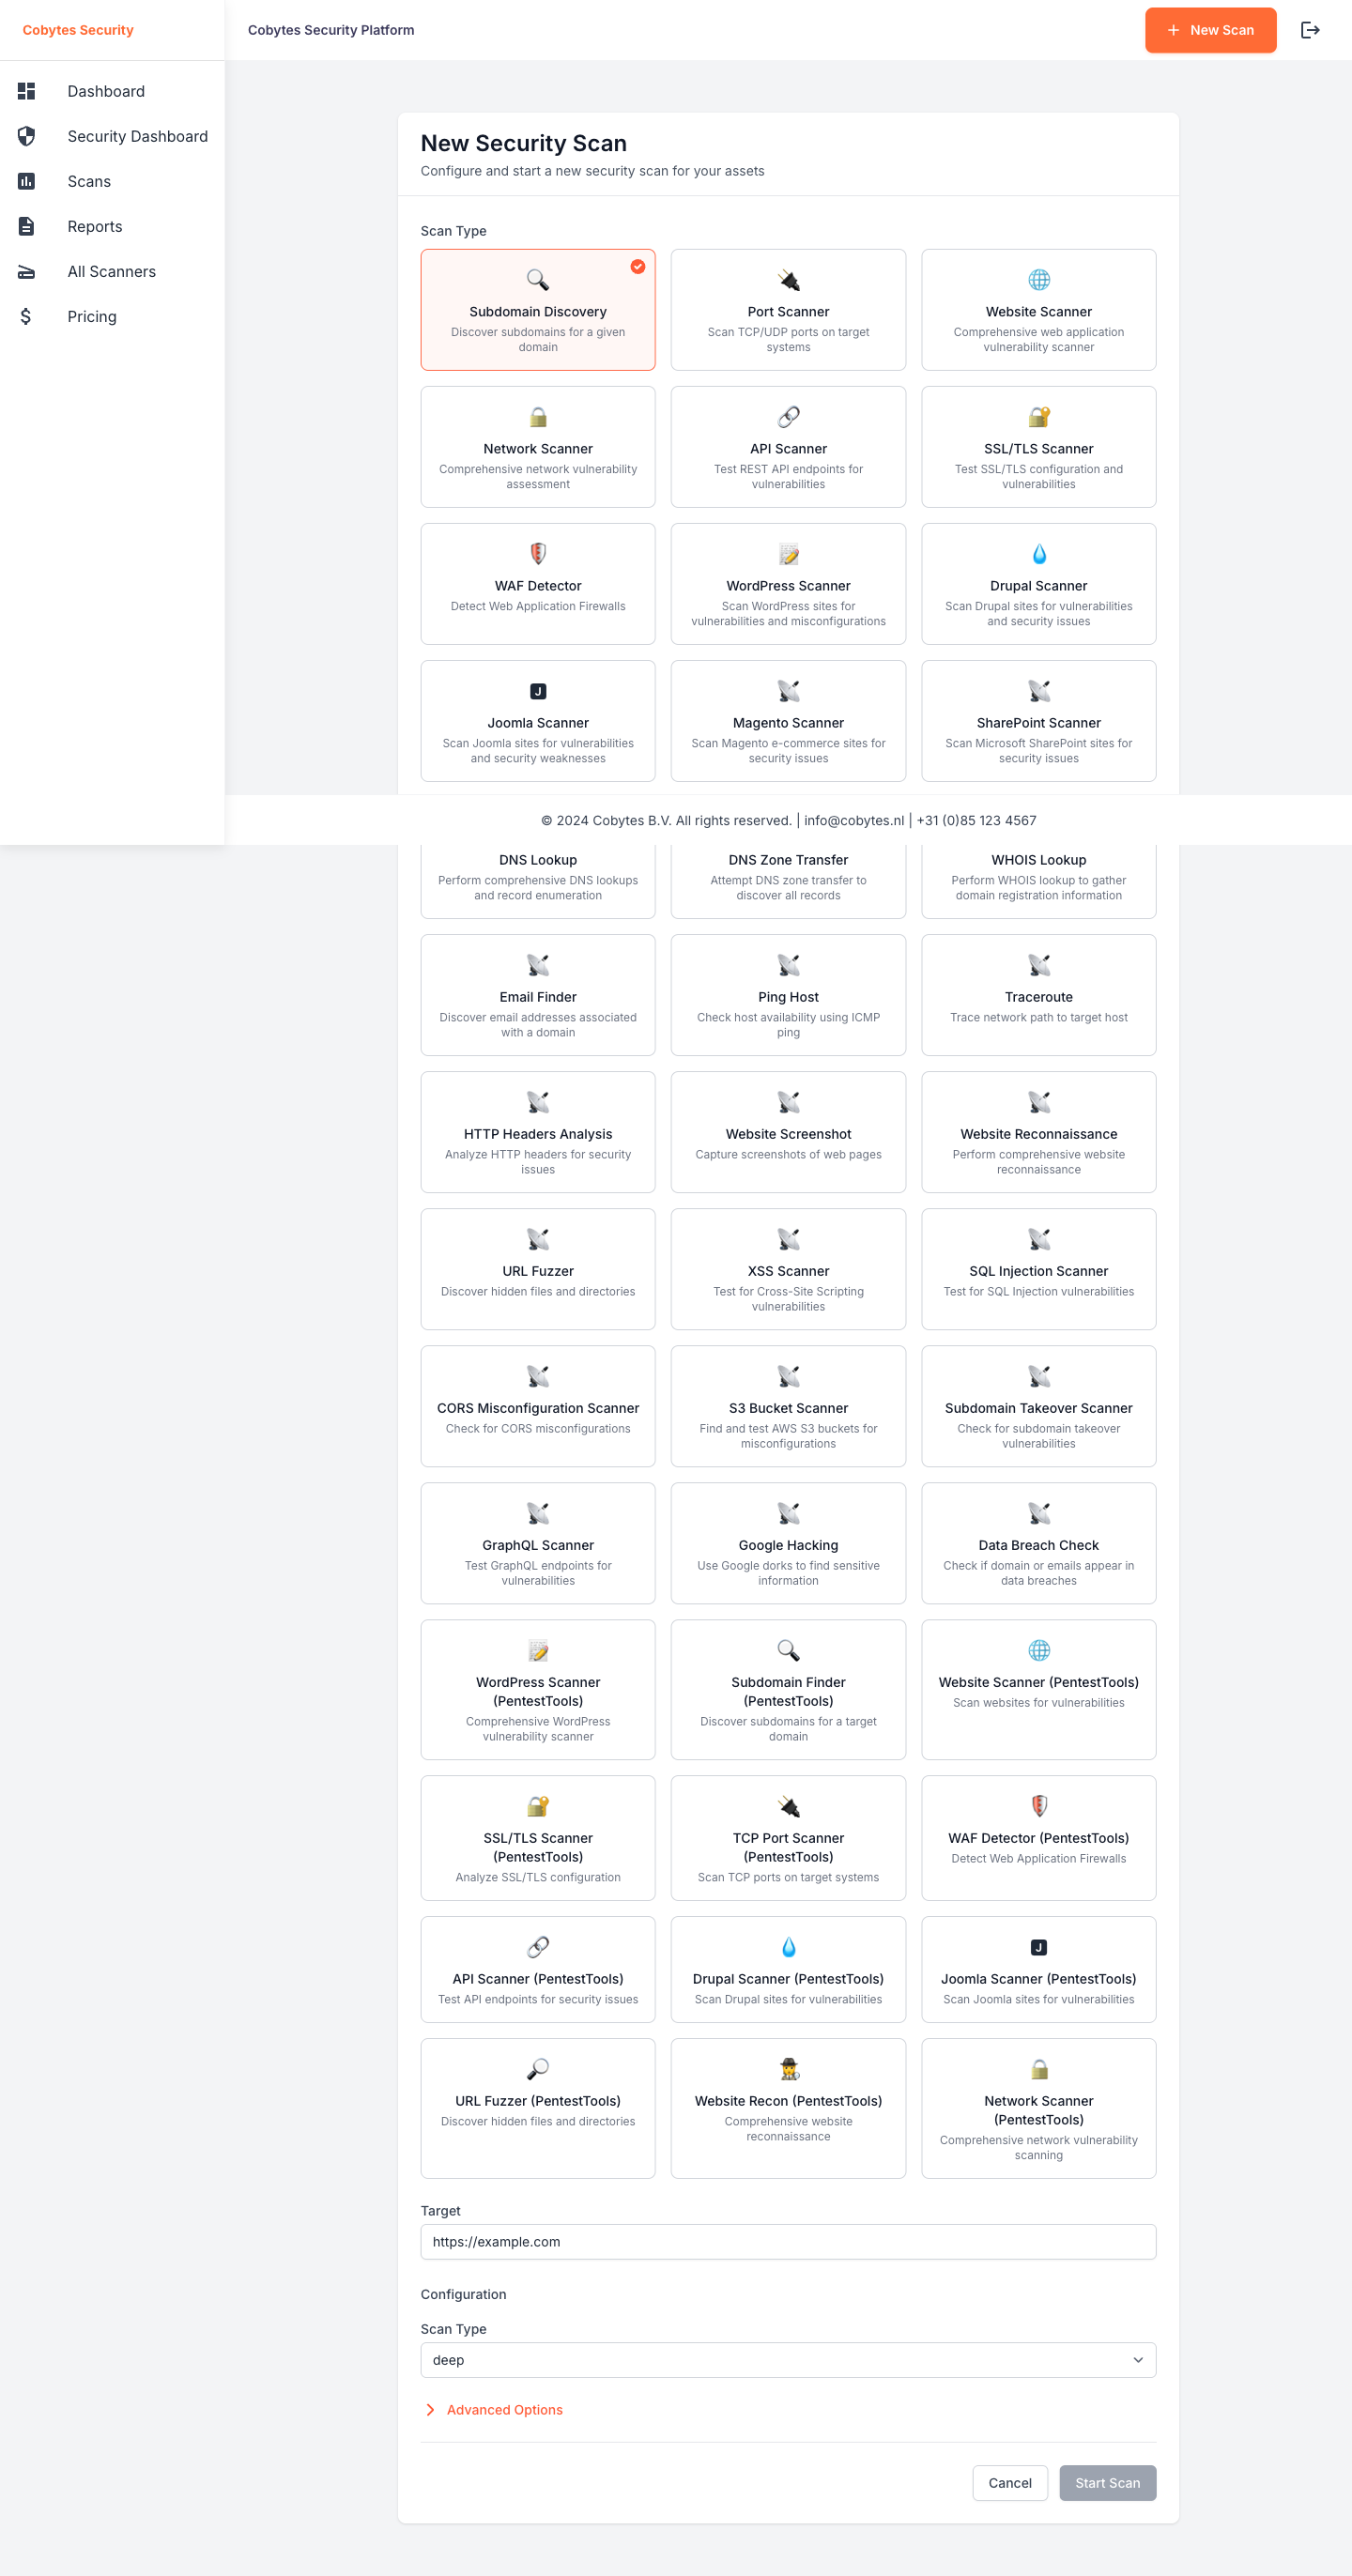 Cobytes Security
Cobytes Security Platform
New Scan
Dashboard
Security Dashboard
Scans
Reports
All Scanners
Pricing
New Security Scan
Configure and start a new security scan for your assets
Scan Type
Subdomain Discovery
Discover subdomains for a given
domain
Port Scanner
Scan TCP/UDP ports on target
systems
Website Scanner
Comprehensive web application
vulnerability scanner
Network Scanner
Comprehensive network vulnerability
assessment
API Scanner
Test REST API endpoints for
vulnerabilities
SSL/TLS Scanner
Test SSL/TLS configuration and
vulnerabilities
WAF Detector
Detect Web Application Firewalls
WordPress Scanner
Scan WordPress sites for
vulnerabilities and misconfigurations
Drupal Scanner
Scan Drupal sites for vulnerabilities
and security issues
J
Joomla Scanner
Scan Joomla sites for vulnerabilities
and security weaknesses
Magento Scanner
Scan Magento e-commerce sites for
security issues
SharePoint Scanner
Scan Microsoft SharePoint sites for
security issues
© 2024 Cobytes B.V. All rights reserved. | info@cobytes.nl | +31 (0)85 123 4567
DNS Lookup
Perform comprehensive DNS lookups
and record enumeration
DNS Zone Transfer
Attempt DNS zone transfer to
discover all records
WHOIS Lookup
Perform WHOIS lookup to gather
domain registration information
Email Finder
Discover email addresses associated
with a domain
Ping Host
Check host availability using ICMP
ping
Traceroute
Trace network path to target host
HTTP Headers Analysis
Analyze HTTP headers for security
issues
Website Screenshot
Capture screenshots of web pages
Website Reconnaissance
Perform comprehensive website
reconnaissance
URL Fuzzer
Discover hidden files and directories
XSS Scanner
Test for Cross-Site Scripting
vulnerabilities
SQL Injection Scanner
Test for SQL Injection vulnerabilities
CORS Misconfiguration Scanner
Check for CORS misconfigurations
S3 Bucket Scanner
Find and test AWS S3 buckets for
misconfigurations
Subdomain Takeover Scanner
Check for subdomain takeover
vulnerabilities
GraphQL Scanner
Test GraphQL endpoints for
vulnerabilities
Google Hacking
Use Google dorks to find sensitive
information
Data Breach Check
Check if domain or emails appear in
data breaches
WordPress Scanner
(PentestTools)
Comprehensive WordPress
vulnerability scanner
Subdomain Finder
(PentestTools)
Discover subdomains for a target
domain
Website Scanner (PentestTools)
Scan websites for vulnerabilities
SSL/TLS Scanner
(PentestTools)
Analyze SSL/TLS configuration
TCP Port Scanner
(PentestTools)
Scan TCP ports on target systems
WAF Detector (PentestTools)
Detect Web Application Firewalls
API Scanner (PentestTools)
Test API endpoints for security issues
Drupal Scanner (PentestTools)
Scan Drupal sites for vulnerabilities
J
Joomla Scanner (PentestTools)
Scan Joomla sites for vulnerabilities
URL Fuzzer (PentestTools)
Discover hidden files and directories
Website Recon (PentestTools)
Comprehensive website
reconnaissance
Network Scanner
(PentestTools)
Comprehensive network vulnerability
scanning
Target
https://example.com
Configuration
Scan Type
deep
Advanced Options
Cancel
Start Scan